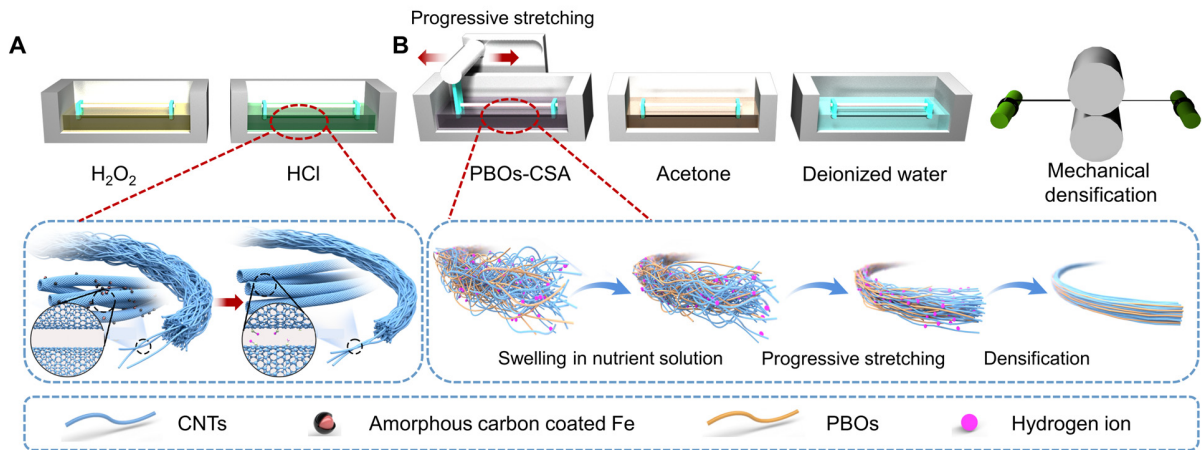 Progressive stretching
A
B
H₂O₂
HCl
PBOs-CSA
Acetone
Deionized water
Mechanical
densification
Swelling in nutrient solution
Progressive stretching
Densification
CNTs
Amorphous carbon coated Fe
PBOs
Hydrogen ion